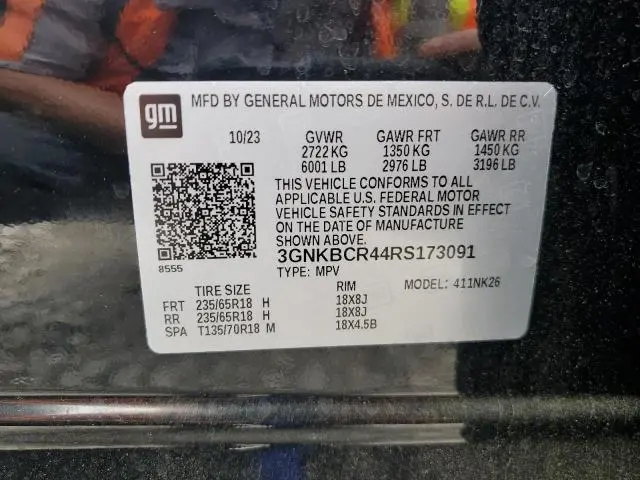 gm
MFD BY GENERAL MOTORS DE MEXICO, S. DE R.L. DE C.V.
10/23 GVWR GAWR FRT GAWR RR
2722 KG 1350 KG 1450 KG
6001 LB 2976 LB 3196 LB
THIS VEHICLE CONFORMS TO ALL
APPLICABLE U.S. FEDERAL MOTOR
VEHICLE SAFETY STANDARDS IN EFFECT
ON THE DATE OF MANUFACTURE
SHOWN ABOVE.
8555
3GNKBCR44RS173091
TYPE: MPV MODEL: 411NK26
TIRE SIZE RIM
FRT 235/65R18 H 18X8J
RR 235/65R18 H 18X8J
SPA T135/70R18 M 18X4.5B